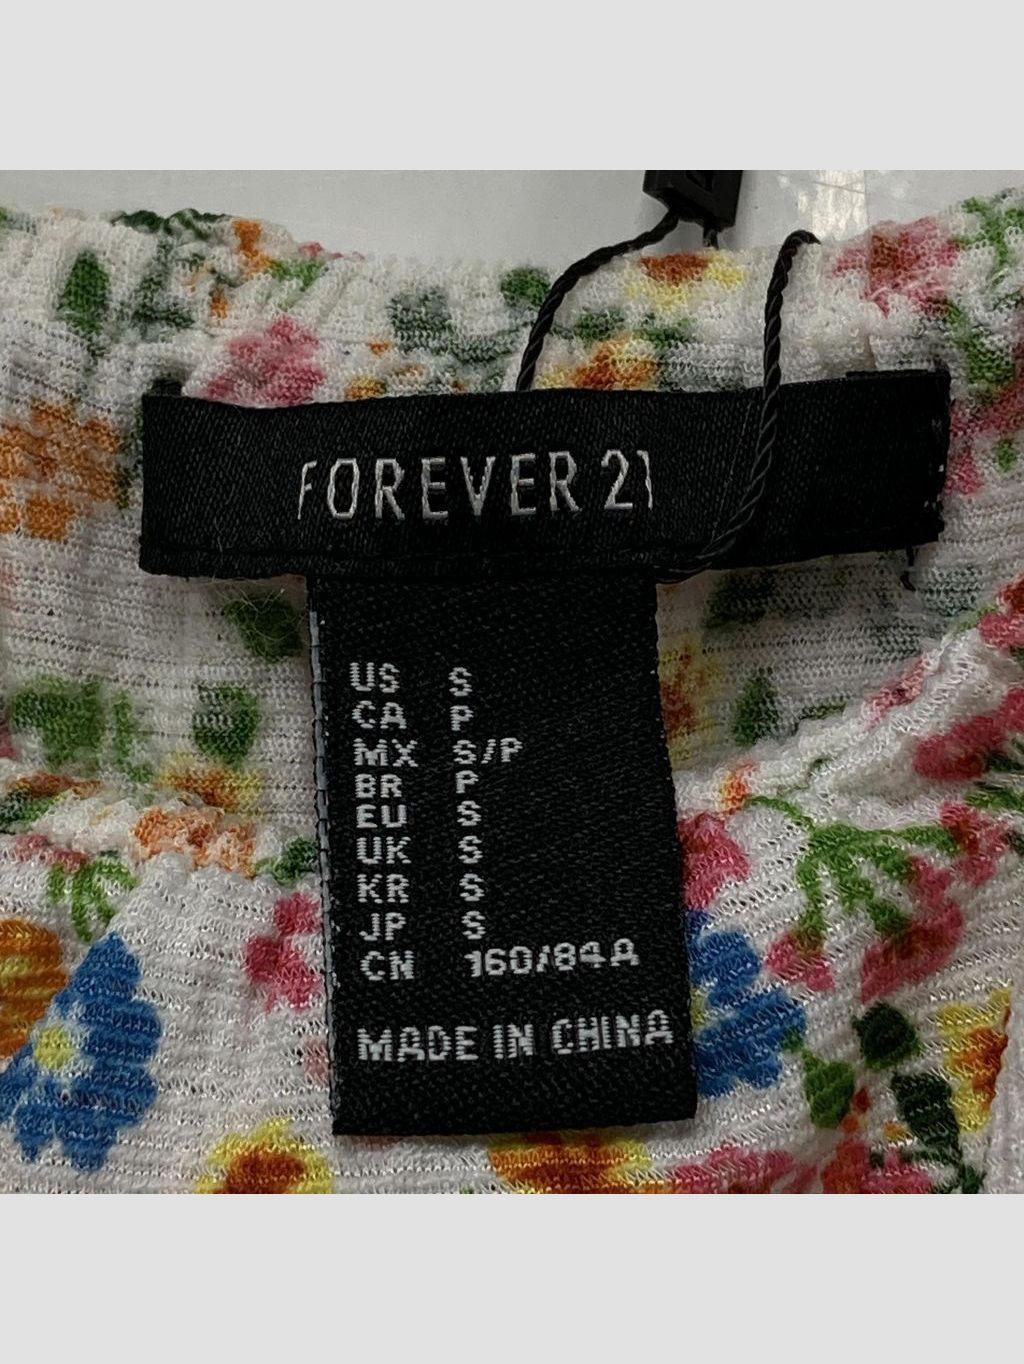 FOREVER 21
US S
CA P
MX S/P
BR P
EU S
UK S
KR S
JP S
CN 160/84A
MADE IN CHINA